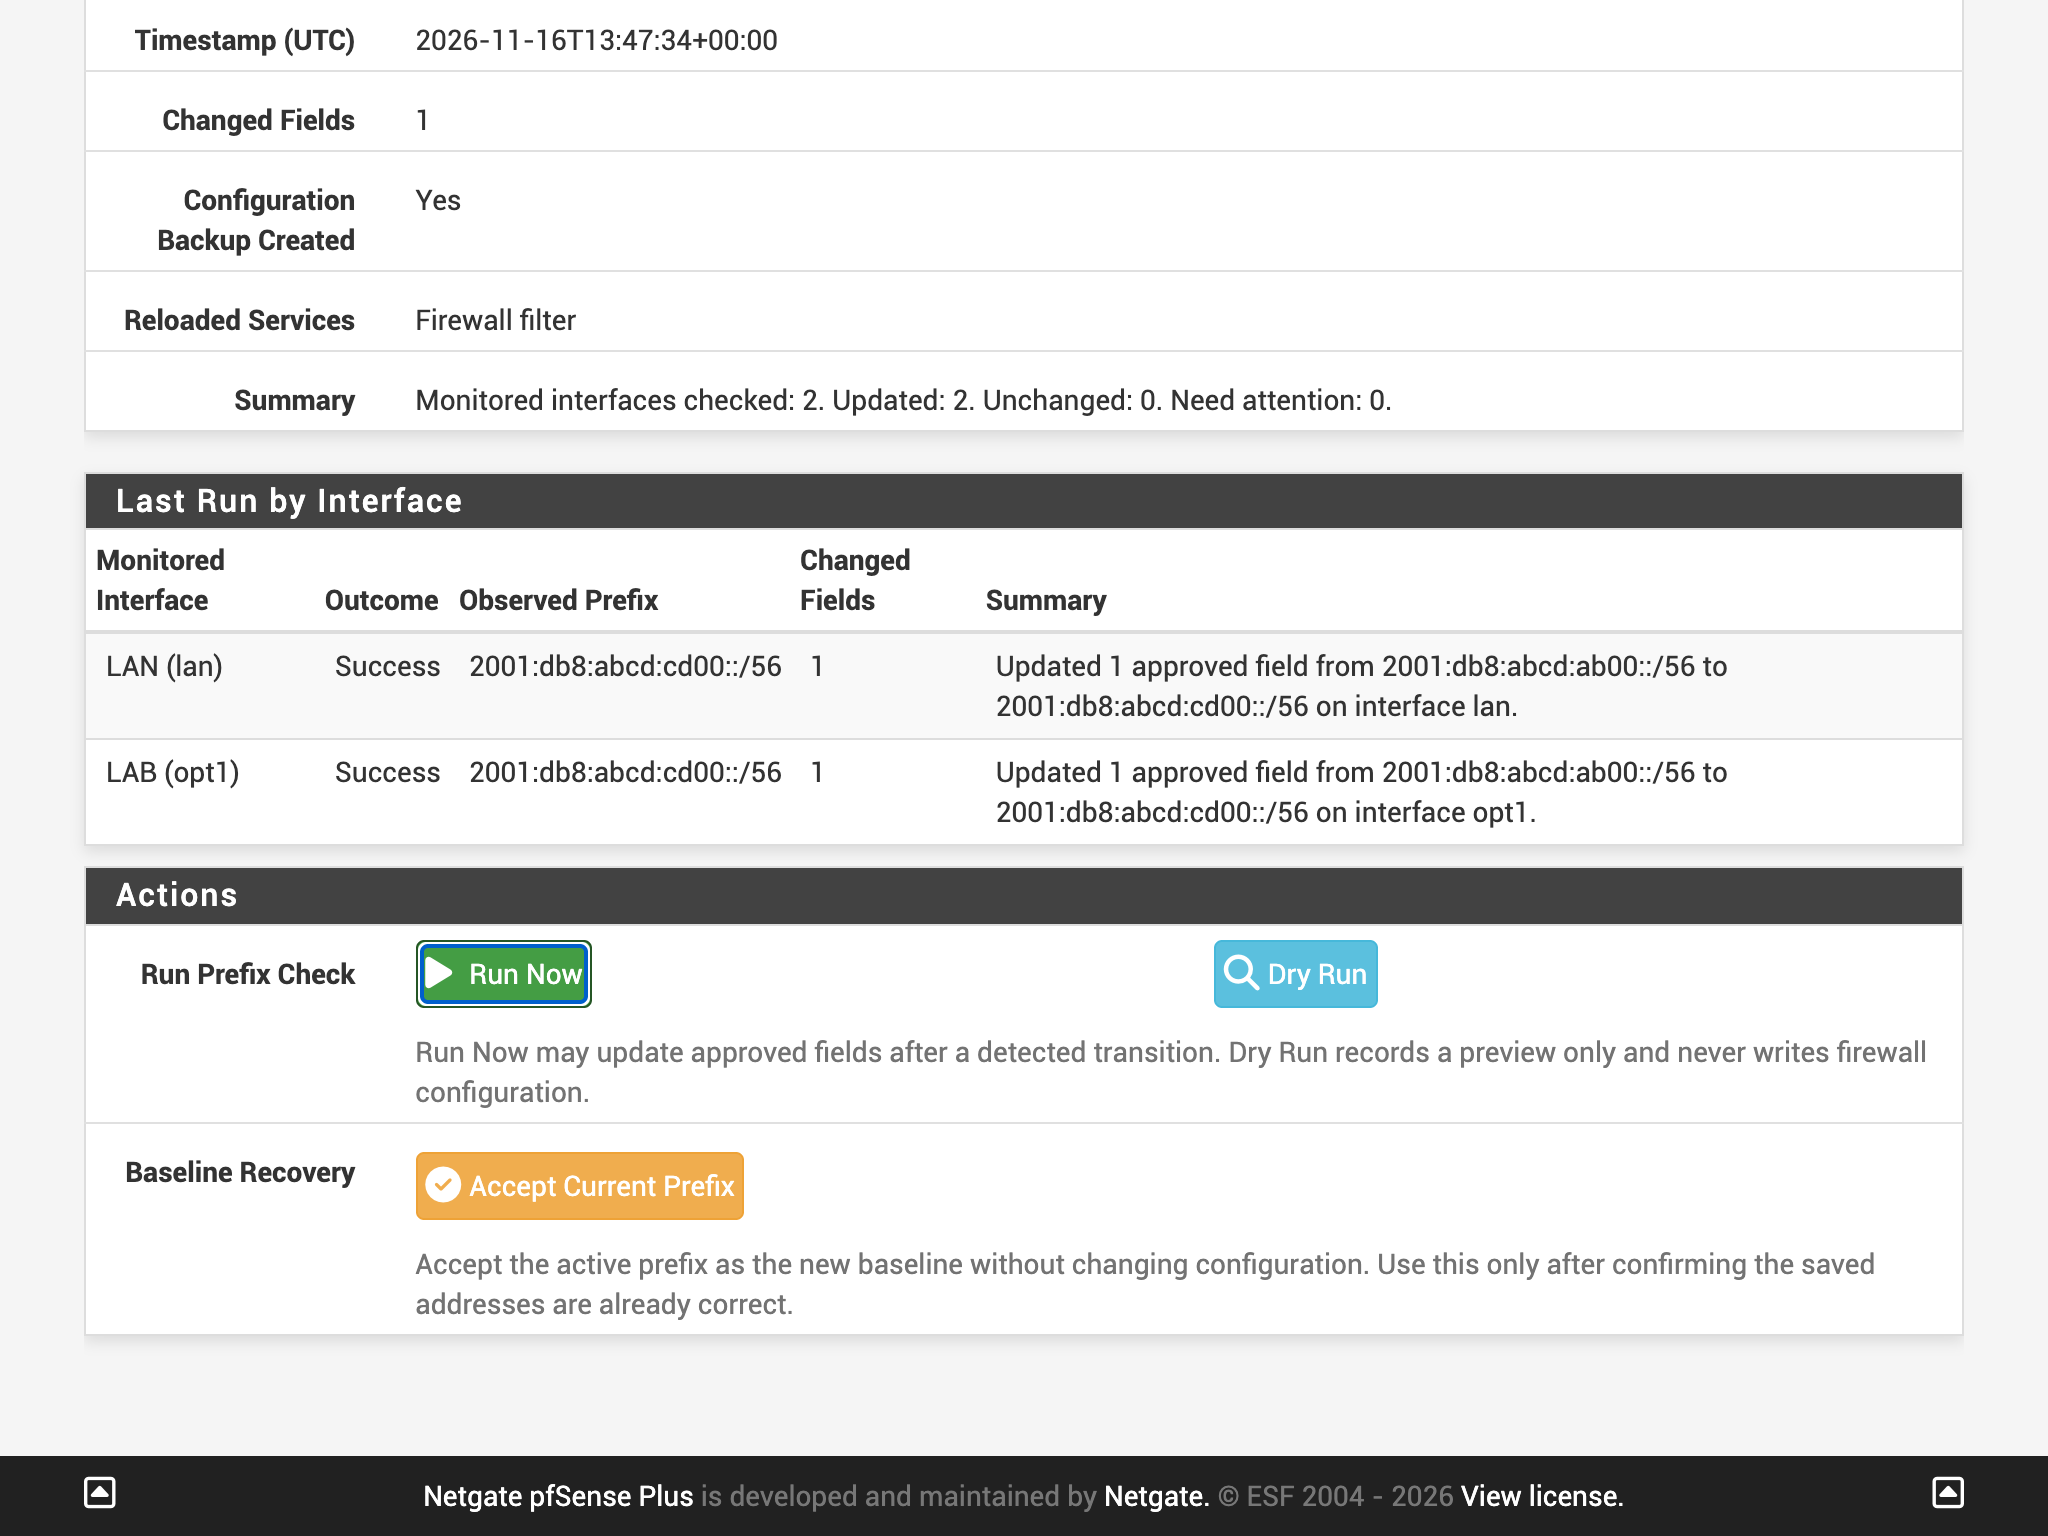 Timestamp (UTC) 2026-11-16T13:47:34+00:00
Changed Fields 1
Configuration Yes
Backup Created
Reloaded Services Firewall filter
Summary Monitored interfaces checked: 2. Updated: 2. Unchanged: 0. Need attention: 0.
Last Run by Interface
Monitored Changed
Interface Outcome Observed Prefix Fields Summary
LAN (lan) Success 2001:db8:abcd:cd00::/56 1 Updated 1 approved field from 2001:db8:abcd:ab00::/56 to
2001:db8:abcd:cd00::/56 on interface lan.
LAB (opt1) Success 2001:db8:abcd:cd00::/56 1 Updated 1 approved field from 2001:db8:abcd:ab00::/56 to
2001:db8:abcd:cd00::/56 on interface opt1.
Actions
Run Prefix Check Run Now Dry Run
Run Now may update approved fields after a detected transition. Dry Run records a preview only and never writes firewall
configuration.
Baseline Recovery Accept Current Prefix
Accept the active prefix as the new baseline without changing configuration. Use this only after confirming the saved
addresses are already correct.
Netgate pfSense Plus is developed and maintained by Netgate. © ESF 2004 - 2026 View license.